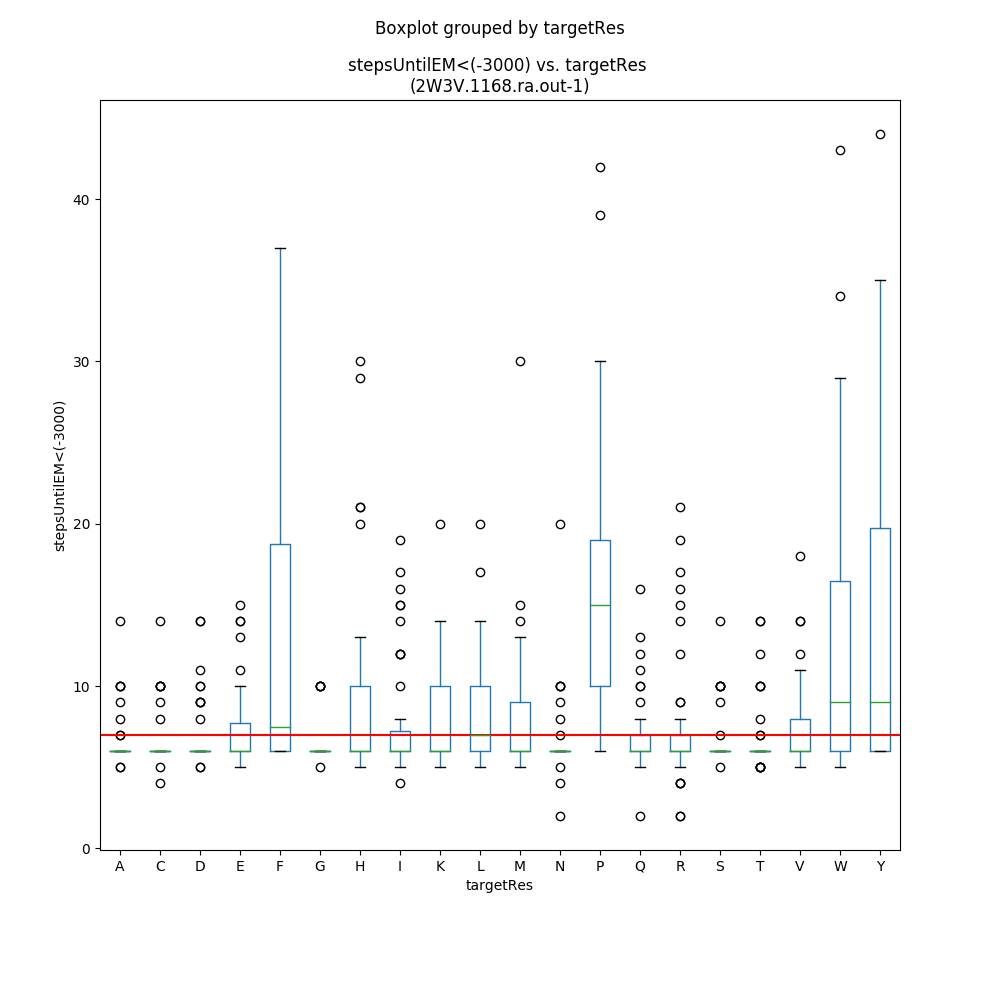 Boxplot grouped by targetRes
stepsUntilEM<(-3000) vs. targetRes
(2W3V.1168.ra.out-1)
stepsUntilEM<(-3000)
40
30
20
10
0
A C D E F G H I K L M N P Q R S T V W Y
targetRes